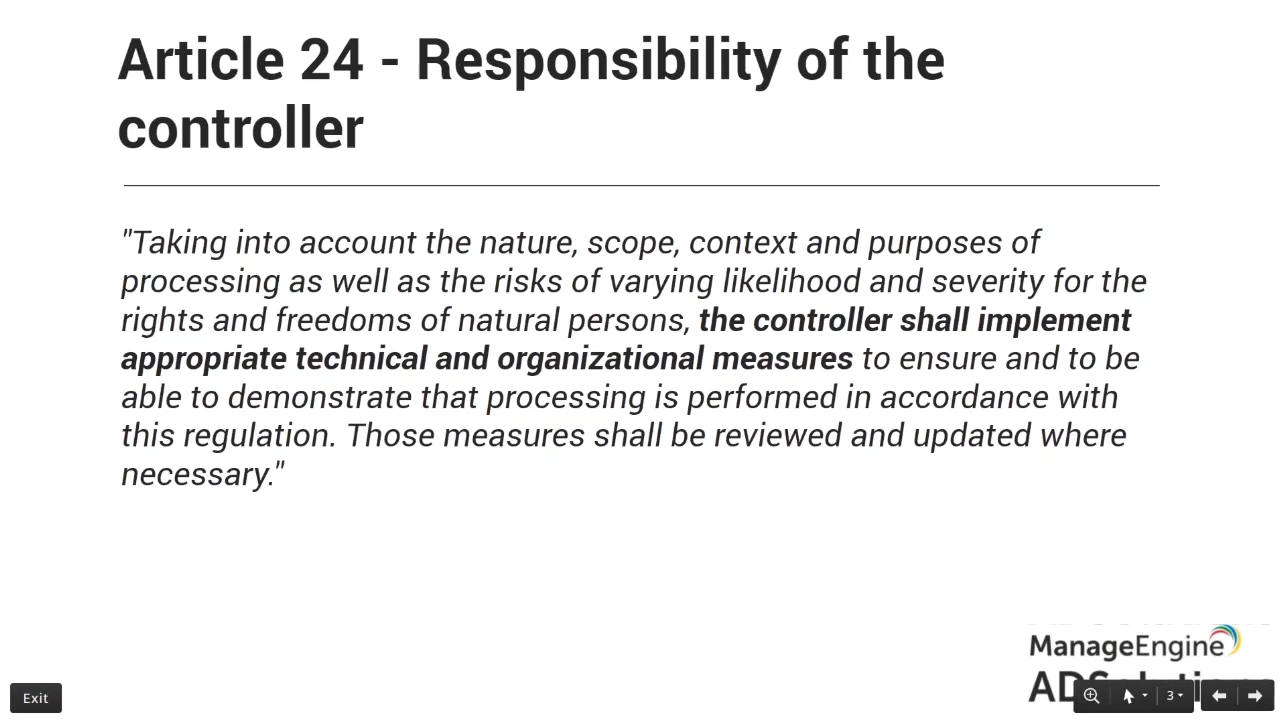 Article 24 - Responsibility of the
controller
"Taking into account the nature, scope, context and purposes of
processing as well as the risks of varying likelihood and severity for the
rights and freedoms of natural persons, the controller shall implement
appropriate technical and organizational measures to ensure and to be
able to demonstrate that processing is performed in accordance with
this regulation. Those measures shall be reviewed and updated where
necessary."
ManageEngine
Exit
3